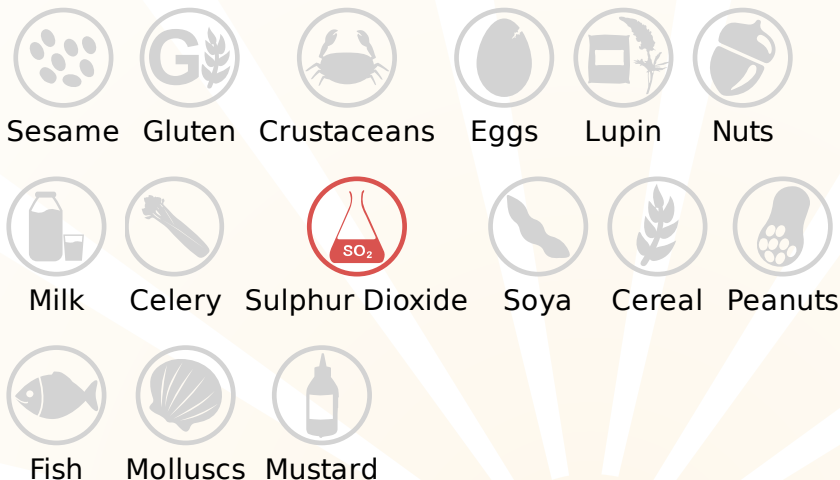 G
Sesame Gluten Crustaceans Eggs Lupin Nuts
SO₂
Milk Celery Sulphur Dioxide Soya Cereal Peanuts
Fish Molluscs Mustard